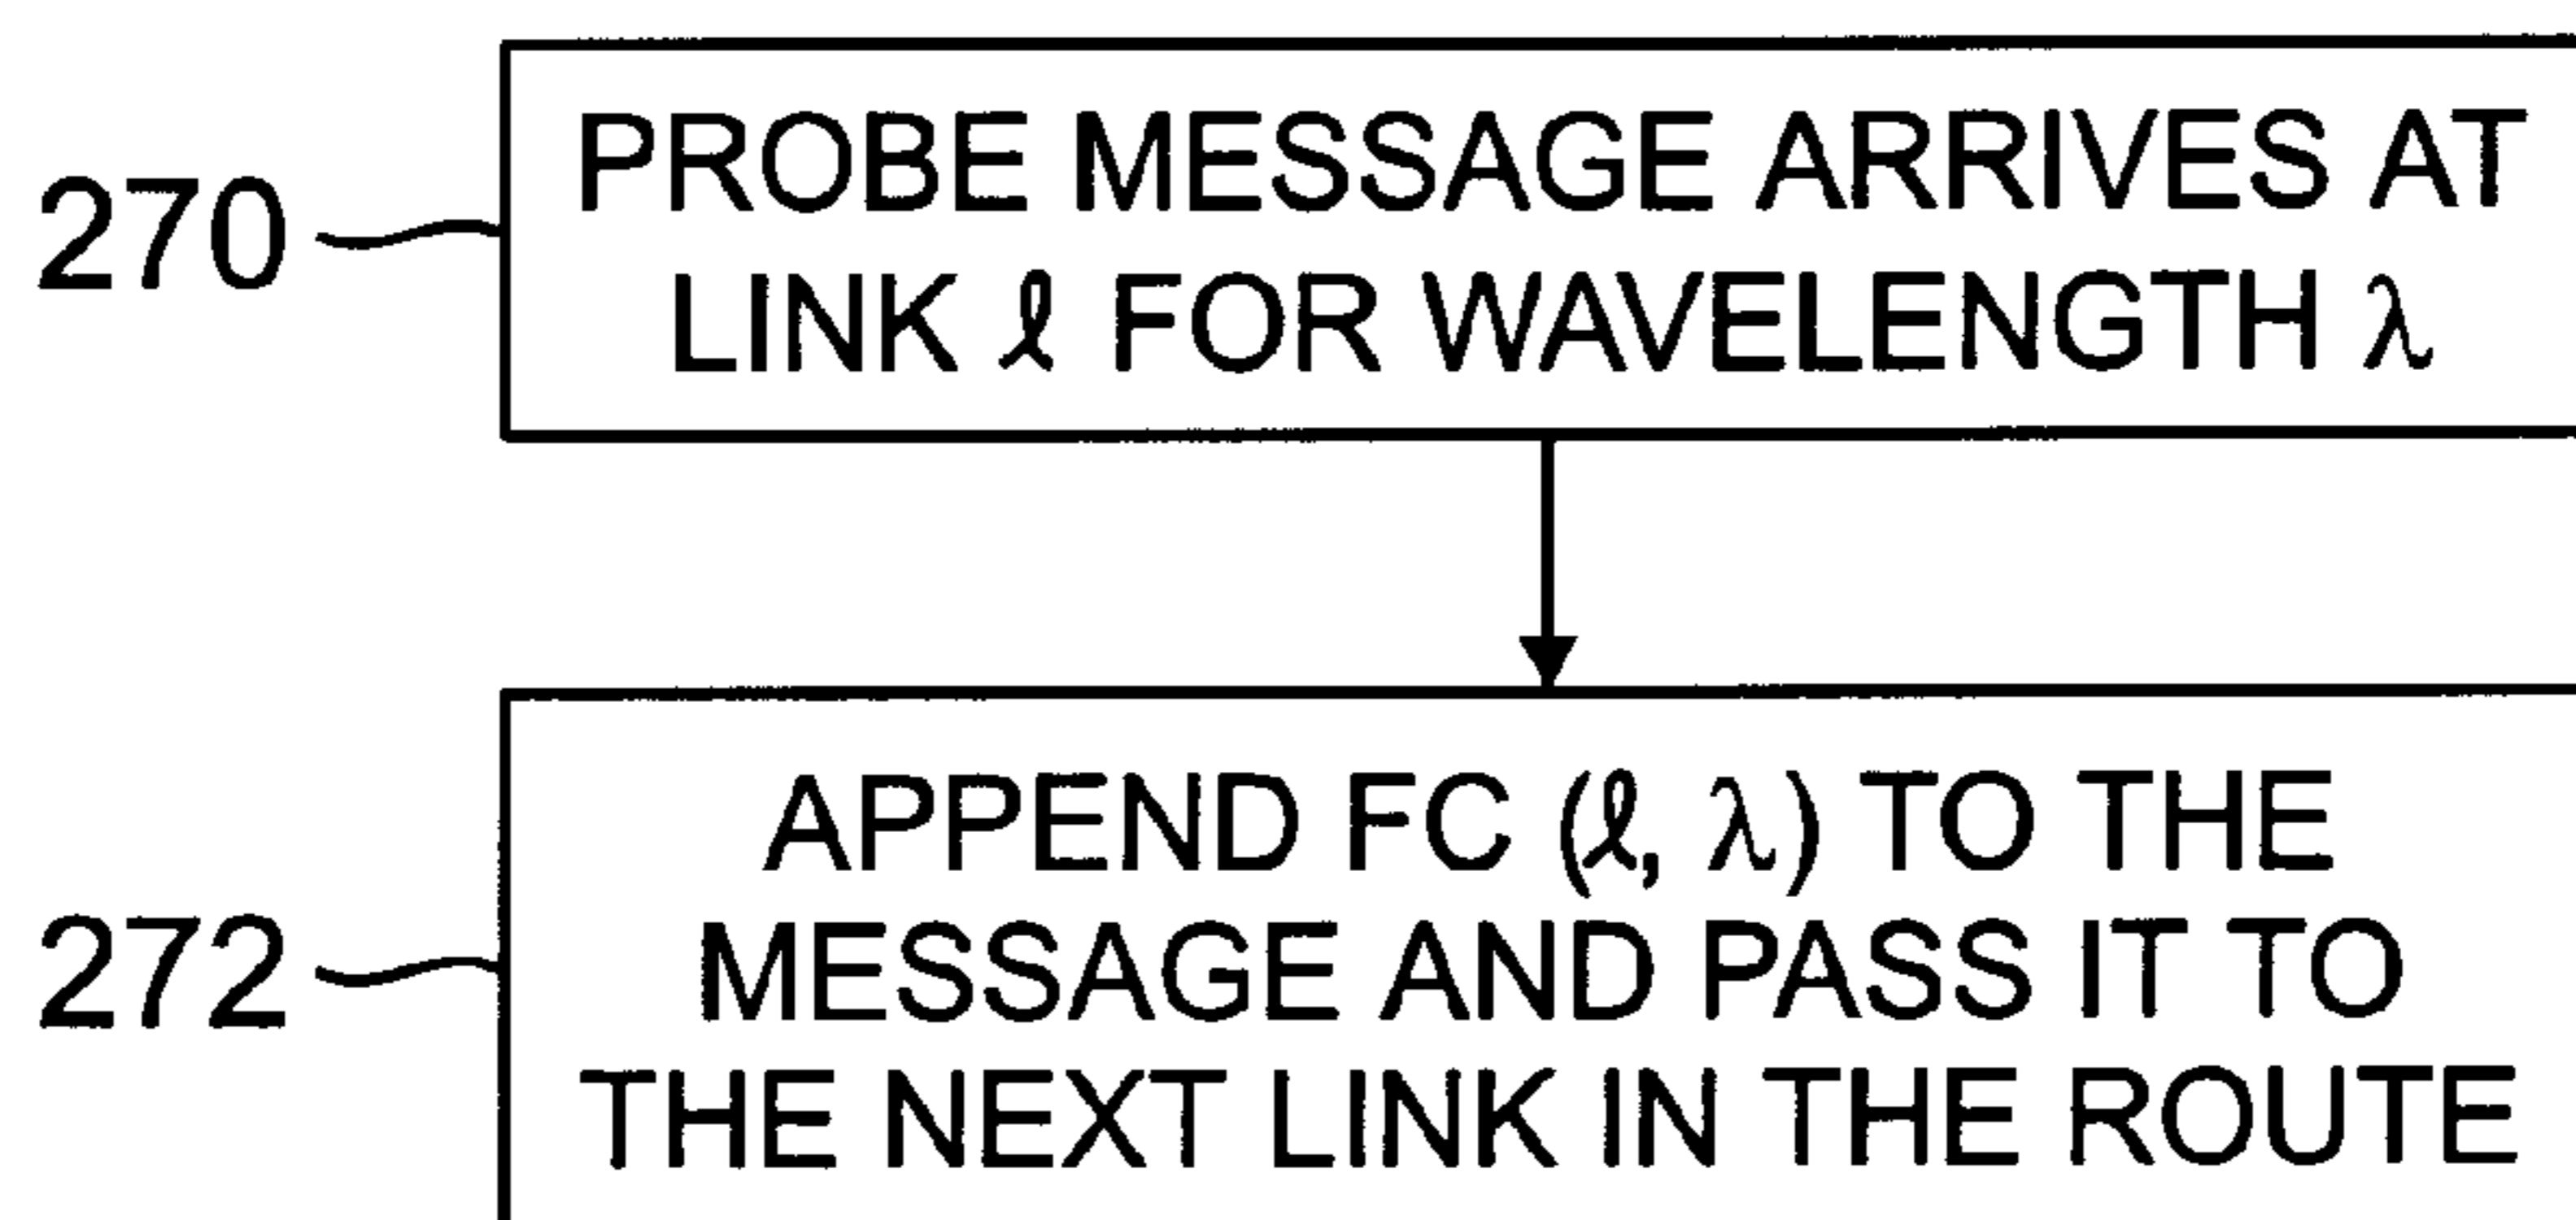 270
PROBE MESSAGE ARRIVES AT
LINK ℓ FOR WAVELENGTH λ
272
APPEND FC (ℓ, λ) TO THE
MESSAGE AND PASS IT TO
THE NEXT LINK IN THE ROUTE